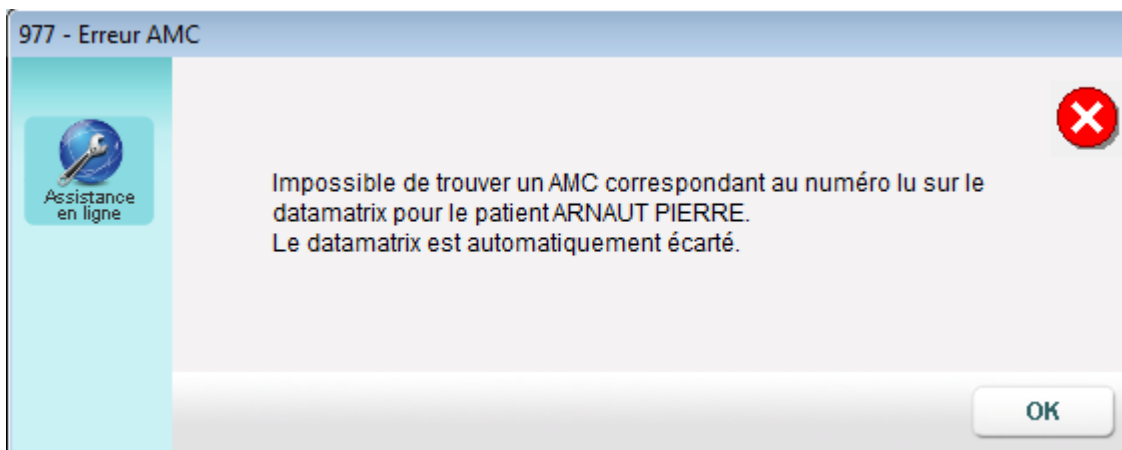 977 - Erreur AMC
Assistance
en ligne
Impossible de trouver un AMC correspondant au numéro lu sur le
datamatrix pour le patient ARNAUT PIERRE.
Le datamatrix est automatiquement écarté.
OK